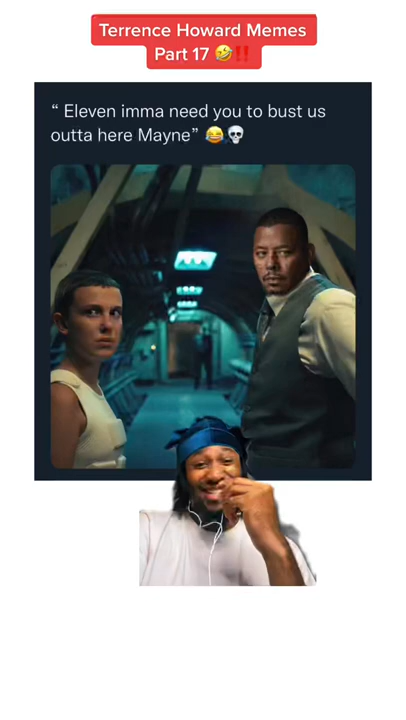 Terrence Howard Memes
Part 17 🤣‼️
“ Eleven imma need you to bust us
outta here Mayne” 😂💀